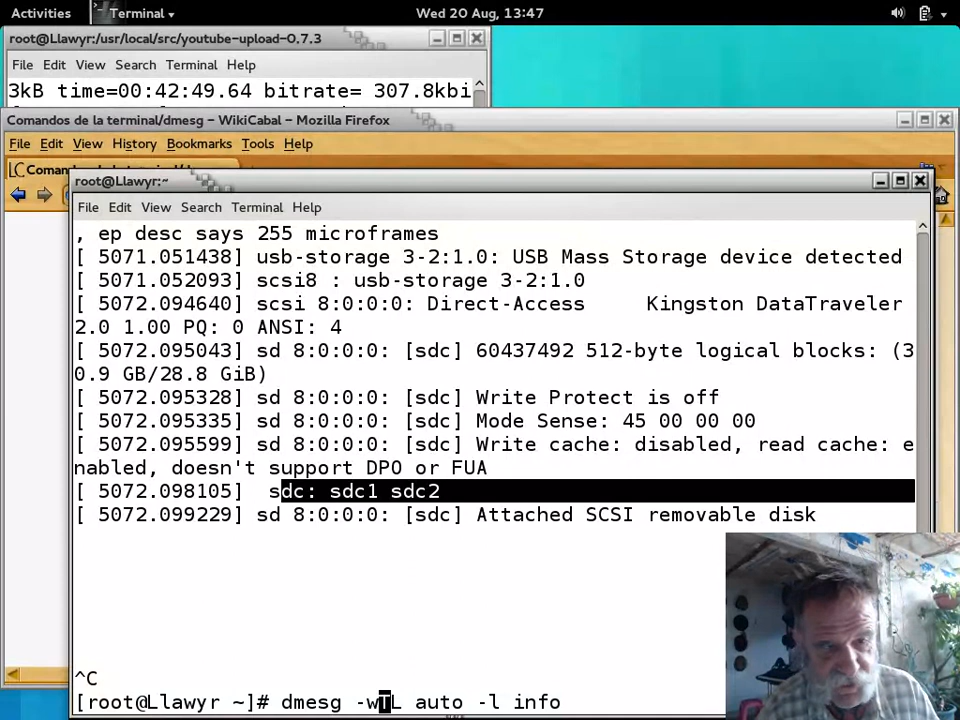 Activities
Terminal
Wed 20 Aug, 13:47
root@Llawyr:/usr/local/src/youtube-upload-0.7.3
File Edit View Search Terminal Help
3kB time=00:42:49.64 bitrate= 307.8kbi
Comandos de la terminal/dmesg – WikiCabal – Mozilla Firefox
File Edit View History Bookmarks Tools Help
Coman
root@Llawyr:~
File Edit View Search Terminal Help
, ep desc says 255 microframes
[ 5071.051438] usb-storage 3-2:1.0: USB Mass Storage device detected
[ 5071.052093] scsi8 : usb-storage 3-2:1.0
[ 5072.094640] scsi 8:0:0:0: Direct-Access     Kingston DataTraveler
2.0 1.00 PQ: 0 ANSI: 4
[ 5072.095043] sd 8:0:0:0: [sdc] 60437492 512-byte logical blocks: (3
0.9 GB/28.8 GiB)
[ 5072.095328] sd 8:0:0:0: [sdc] Write Protect is off
[ 5072.095335] sd 8:0:0:0: [sdc] Mode Sense: 45 00 00 00
[ 5072.095599] sd 8:0:0:0: [sdc] Write cache: disabled, read cache: e
nabled, doesn't support DPO or FUA
[ 5072.098105]  sdc: sdc1 sdc2
[ 5072.099229] sd 8:0:0:0: [sdc] Attached SCSI removable disk
^C
[root@Llawyr ~]# dmesg -wTL auto -l info